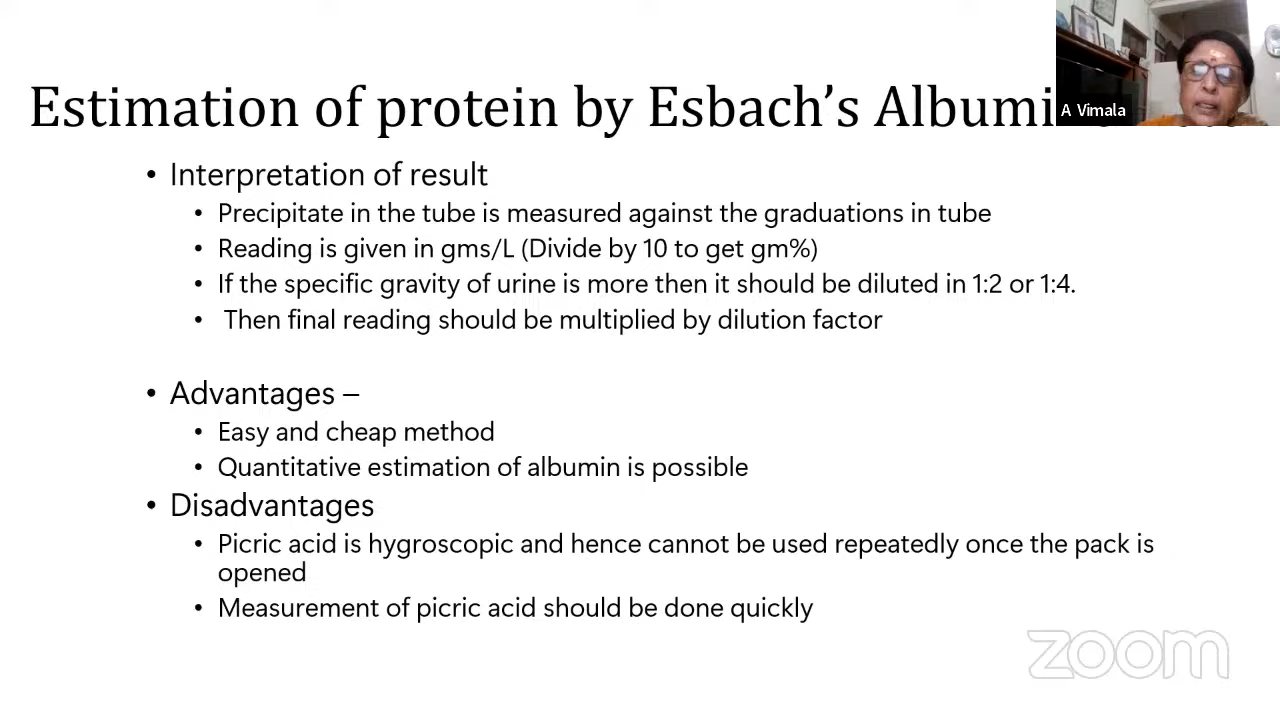 Estimation of protein by Esbach’s
A Vimala
• Interpretation of result
• Precipitate in the tube is measured against the graduations in tube
• Reading is given in gms/L (Divide by 10 to get gm%)
• If the specific gravity of urine is more then it should be diluted in 1:2 or 1:4.
• Then final reading should be multiplied by dilution factor
• Advantages –
• Easy and cheap method
• Quantitative estimation of albumin is possible
• Disadvantages
• Picric acid is hygroscopic and hence cannot be used repeatedly once the pack is
opened
• Measurement of picric acid should be done quickly
zoom